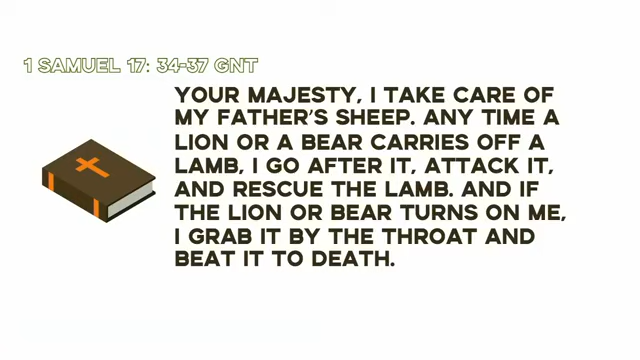 1 SAMUEL 17: 34-37 GNT
YOUR MAJESTY, I TAKE CARE OF
MY FATHER'S SHEEP. ANY TIME A
LION OR A BEAR CARRIES OFF A
LAMB, I GO AFTER IT, ATTACK IT,
AND RESCUE THE LAMB. AND IF
THE LION OR BEAR TURNS ON ME,
I GRAB IT BY THE THROAT AND
BEAT IT TO DEATH.